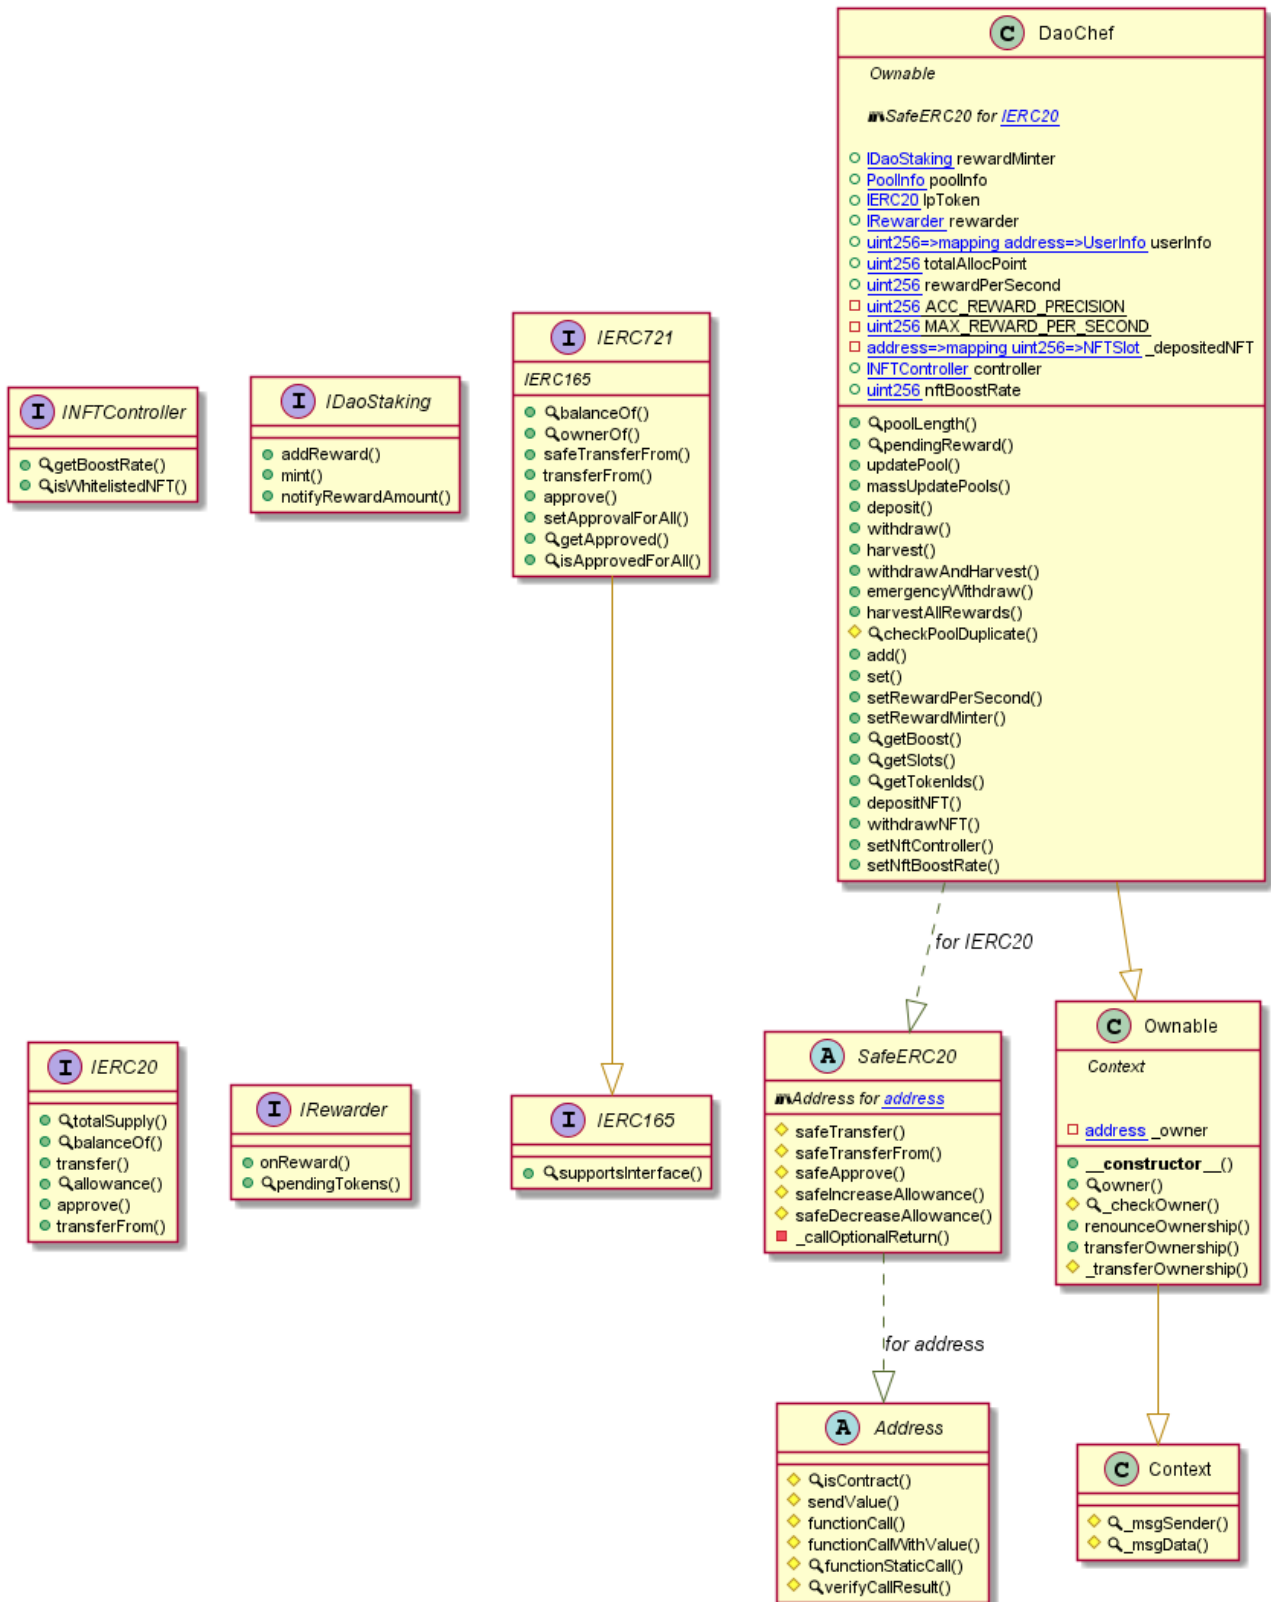 C DaoChef
Ownable
SafeERC20 for IERC20
IDaoStaking rewardMinter
PoolInfo poolInfo
IERC20 lpToken
IRewarder rewarder
uint256=>mapping address=>UserInfo userInfo
uint256 totalAllocPoint
uint256 rewardPerSecond
uint256 ACC_REWARD_PRECISION
uint256 MAX_REWARD_PER_SECOND
address=>mapping uint256=>NFTSlot _depositedNFT
INFTController controller
uint256 nftBoostRate
poolLength()
pendingReward()
updatePool()
massUpdatePools()
deposit()
withdraw()
harvest()
withdrawAndHarvest()
emergencyWithdraw()
harvestAllRewards()
checkPoolDuplicate()
add()
set()
setRewardPerSecond()
setRewardMinter()
getBoost()
getSlots()
getTokenIds()
depositNFT()
withdrawNFT()
setNftController()
setNftBoostRate()
I IERC721
IERC165
balanceOf()
ownerOf()
safeTransferFrom()
transferFrom()
approve()
setApprovalForAll()
getApproved()
isApprovedForAll()
I INFTController
getBoostRate()
isWhitelistedNFT()
I IDaoStaking
addReward()
mint()
notifyRewardAmount()
for IERC20
I IERC20
totalSupply()
balanceOf()
transfer()
allowance()
approve()
transferFrom()
I IRewarder
onReward()
pendingTokens()
I IERC165
supportsInterface()
A SafeERC20
Address for address
safeTransfer()
safeTransferFrom()
safeApprove()
safeIncreaseAllowance()
safeDecreaseAllowance()
_callOptionalReturn()
C Ownable
Context
address _owner
__constructor__()
owner()
_checkOwner()
renounceOwnership()
transferOwnership()
_transferOwnership()
for address
A Address
isContract()
sendValue()
functionCall()
functionCallWithValue()
functionStaticCall()
verifyCallResult()
C Context
_msgSender()
_msgData()